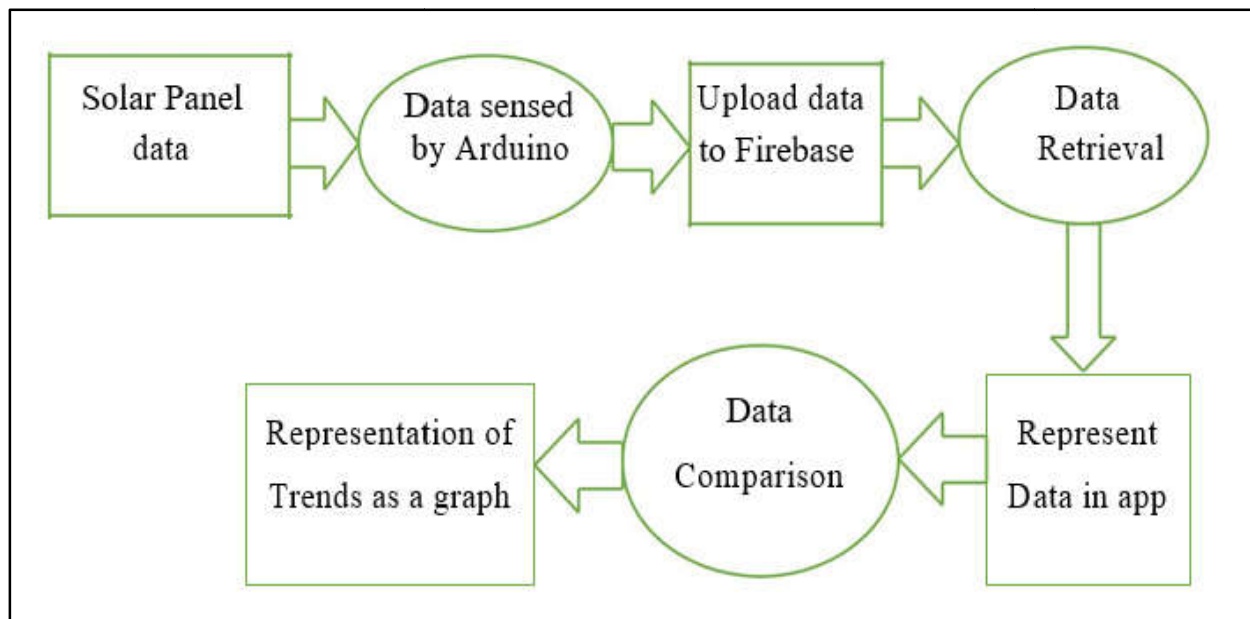 Solar Panel
data
Data sensed
by Arduino
Upload data
to Firebase
Data
Retrieval
Represent
Data in app
Data
Comparison
Representation of
Trends as a graph